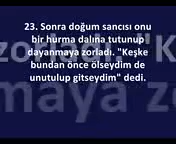 23. Sonra doğum sancısı onu
bir hurma dalına tutunup
dayanmaya zorladı. "Keşke
bundan önce ölseydim de
unutulup gitseydim" dedi.